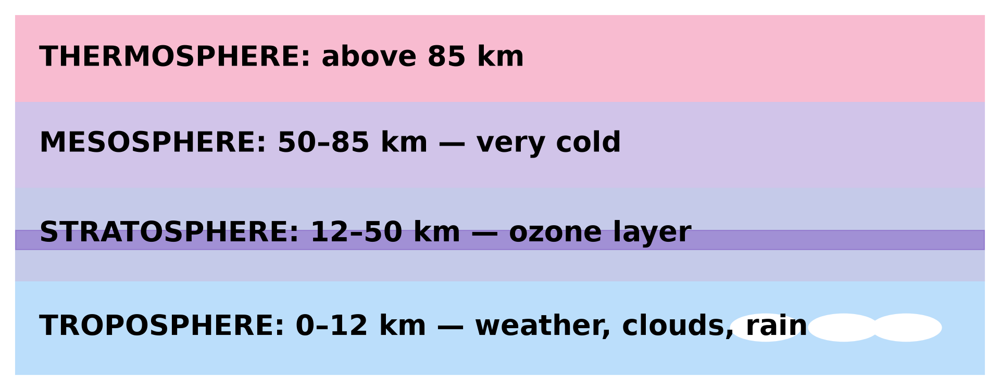 THERMOSPHERE: above 85 km
MESOSPHERE: 50–85 km — very cold
STRATOSPHERE: 12–50 km — ozone layer
TROPOSPHERE: 0–12 km — weather, clouds, rain